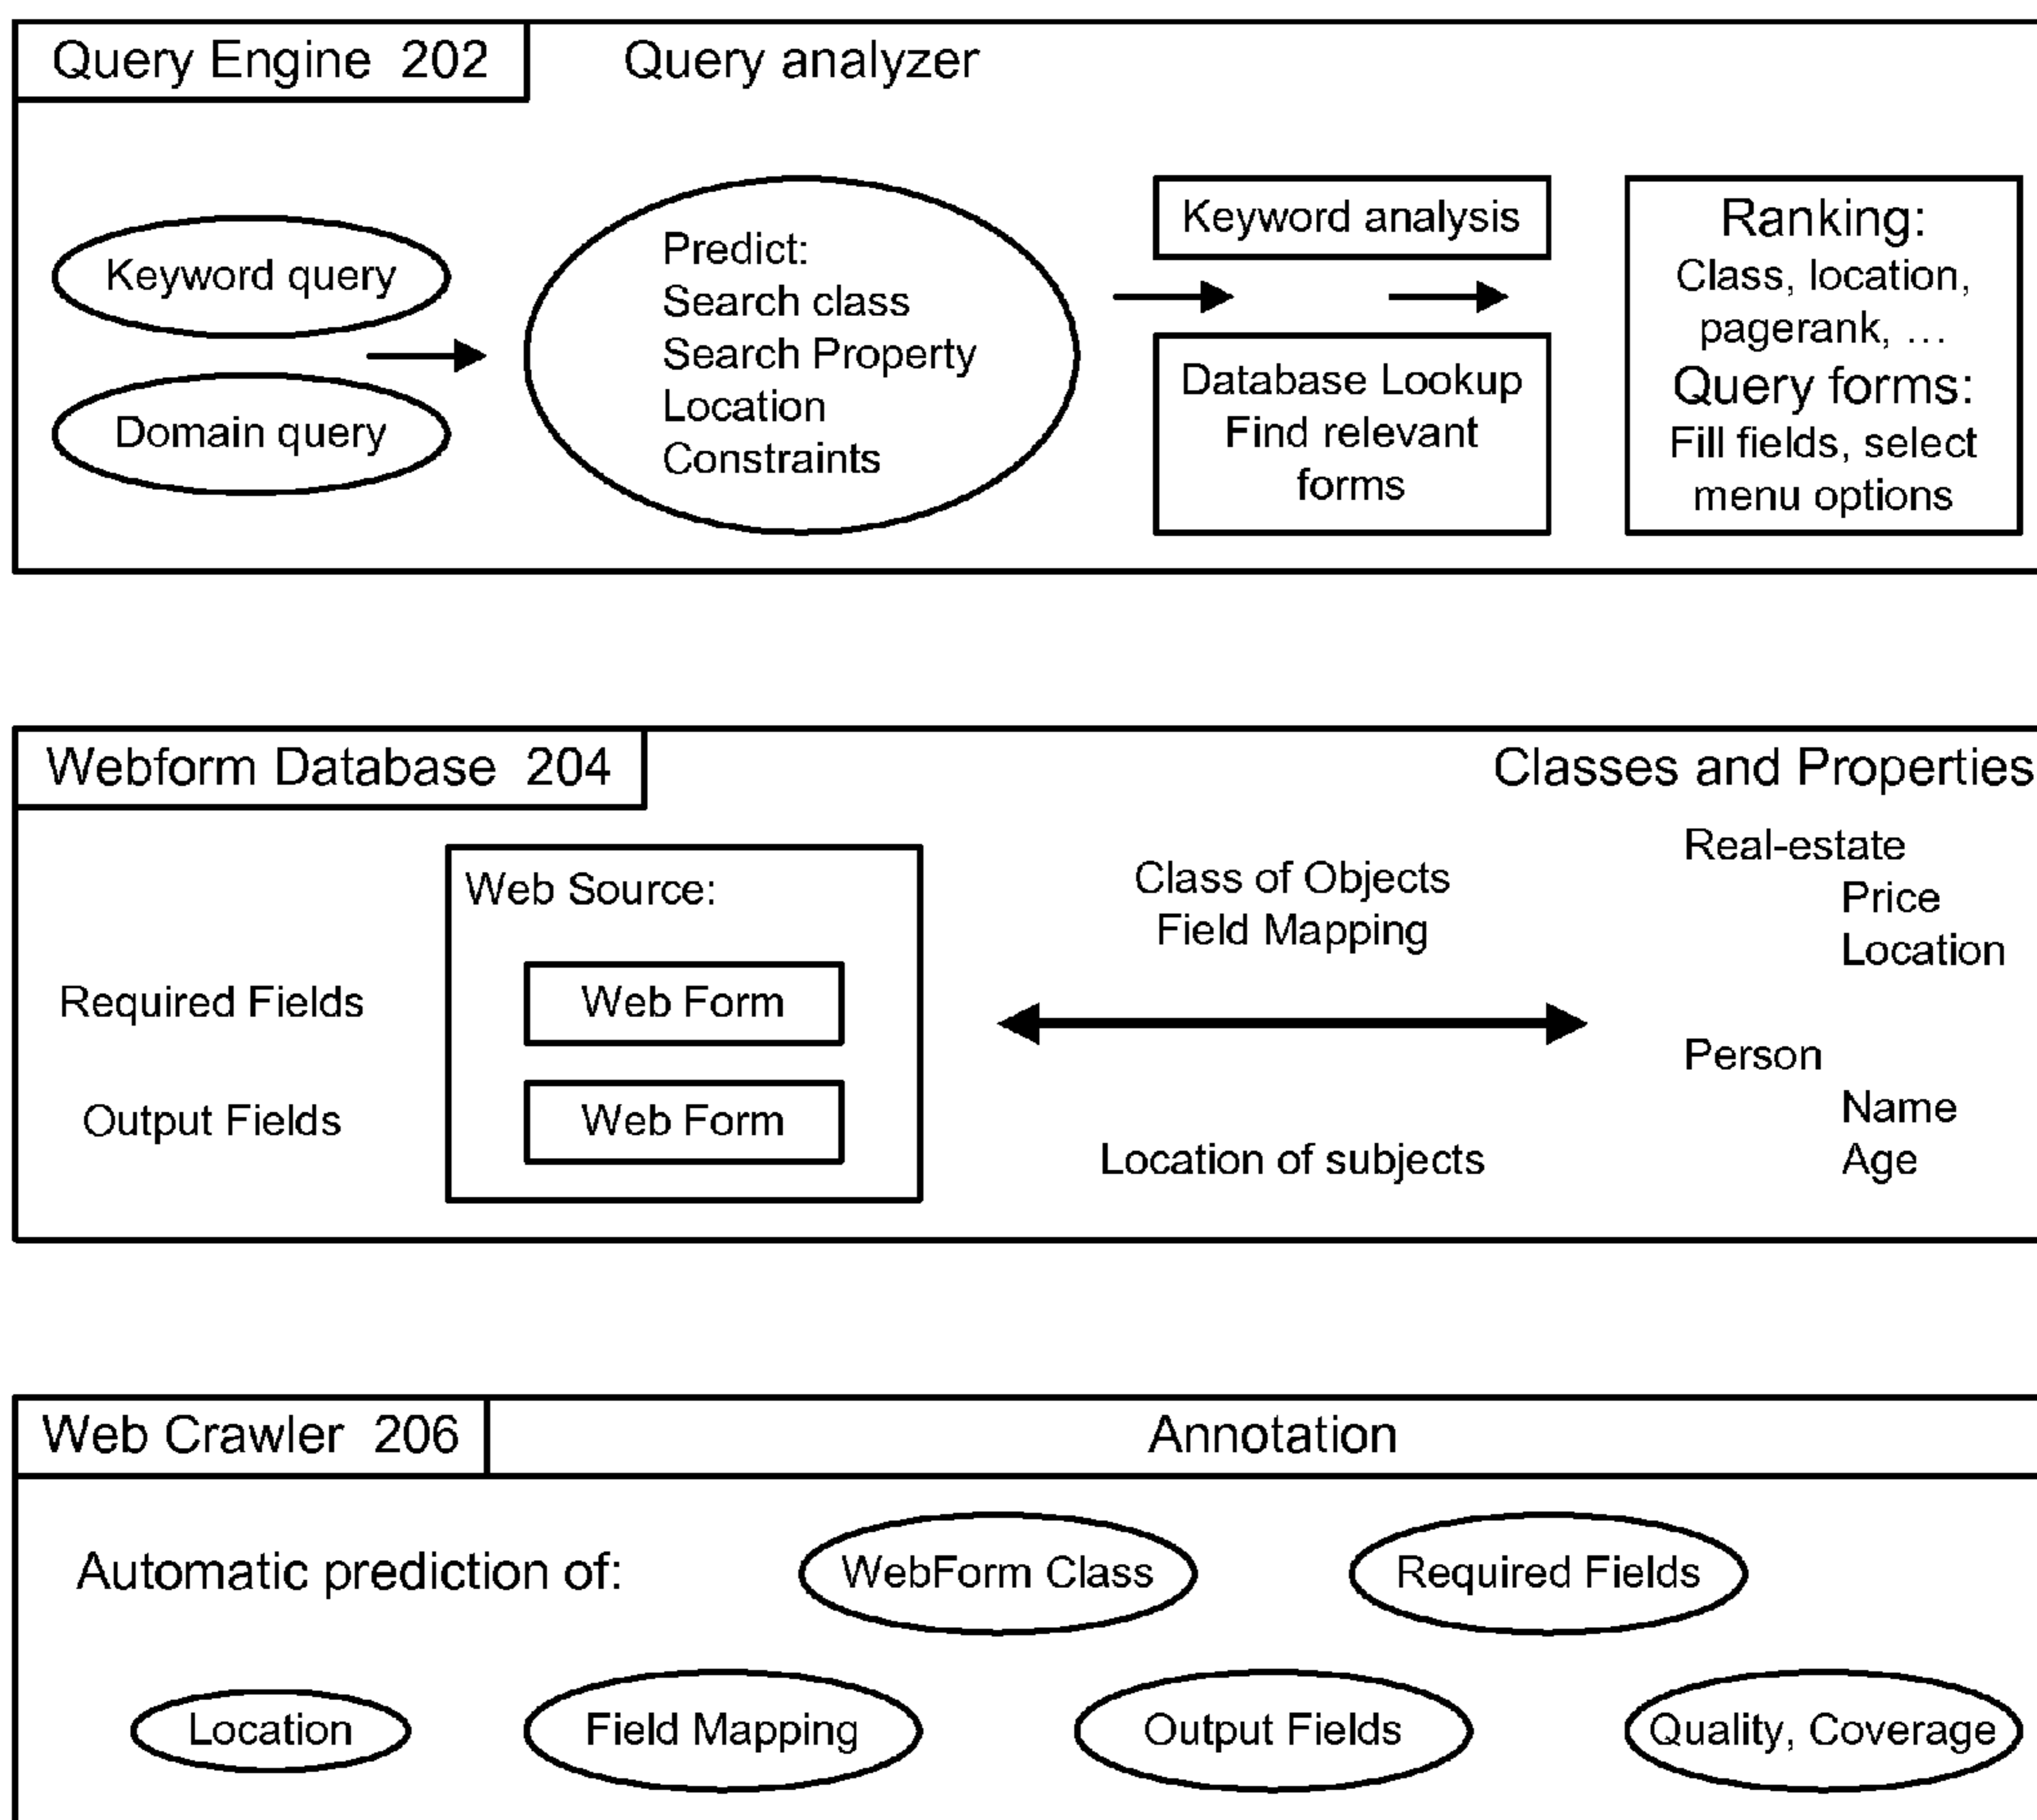 Query Engine 202
Query analyzer
Keyword query
Domain query
Predict:
Search class
Search Property
Location
Constraints
Keyword analysis
Database Lookup
Find relevant
forms
Ranking:
Class, location,
pagerank, ...
Query forms:
Fill fields, select
menu options
Webform Database 204
Classes and Properties
Required Fields
Output Fields
Web Source:
Web Form
Web Form
Class of Objects
Field Mapping
Location of subjects
Real-estate
Price
Location
Person
Name
Age
Web Crawler 206
Annotation
Automatic prediction of:
WebForm Class
Required Fields
Location
Field Mapping
Output Fields
Quality, Coverage